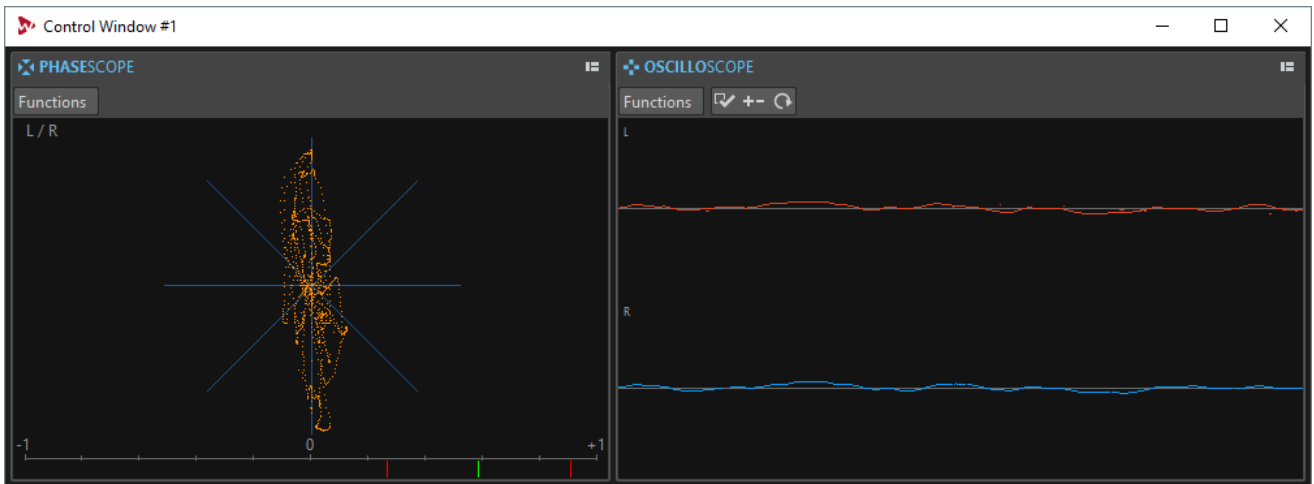 Control Window #1
PHASESCOPE
Functions
L / R
-1
0
+1
OSCILLOSCOPE
Functions
L
R